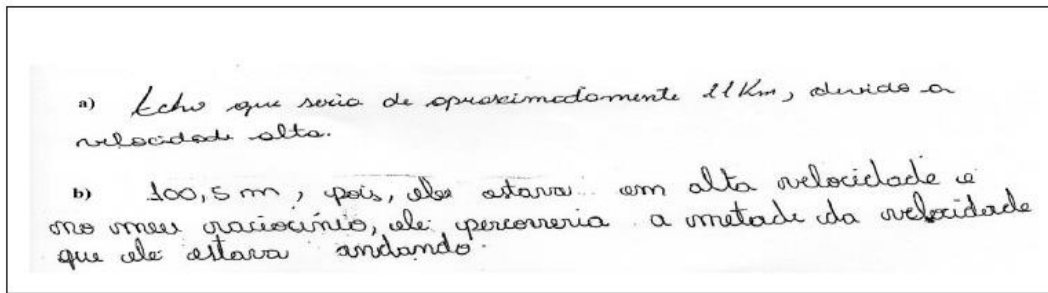 a) Acho que seria de aproximadamente 11 Km, devido a
velocidade alta.
b) 100,5 m, pois, ele estava em alta velocidade e
no meu raciocínio, ele percorreria a metade da velocidade
que ele estava andando.